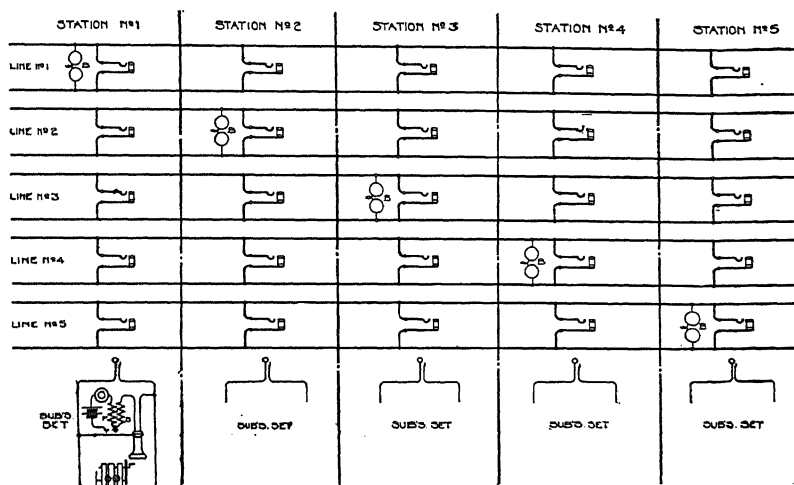 STATION Nº1 STATION Nº2 STATION Nº3 STATION Nº4 STATION Nº5
LINE Nº1
B
LINE Nº2
B
LINE Nº3
B
LINE Nº4
B
LINE Nº5
B
SUB'S.
SET
SUB'S. SET
SUB'S. SET
SUB'S. SET
SUB'S. SET